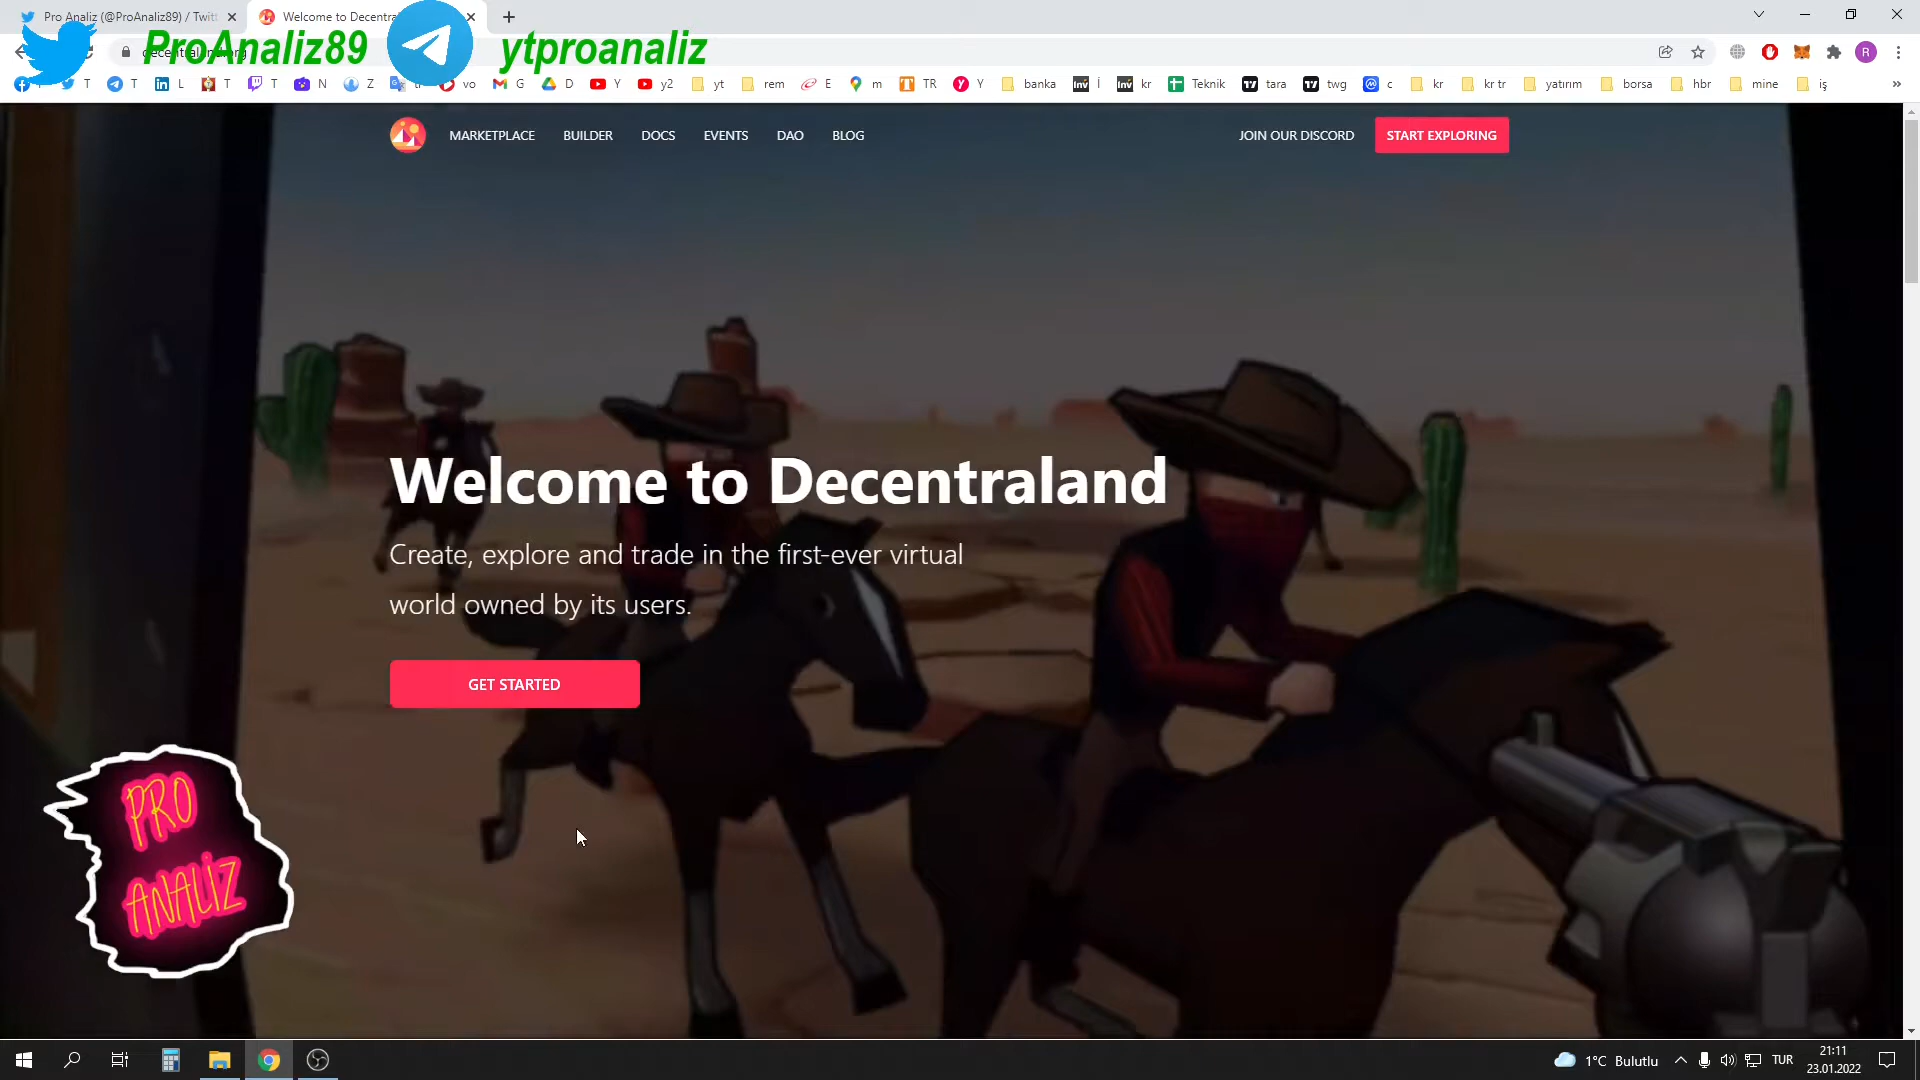 Pro Analiz (@ProAnaliz89) / Twitt
Welcome to Decentral
ProAnaliz89
ytproanaliz
T
T
L
T
T
N
Z
vo
G
D
Y
y2
yt
rem
E
m
TR
Y
banka
İ
kr
Teknik
tara
twg
c
kr
kr tr
yatırım
borsa
hbr
mine
iş
»
R
MARKETPLACE BUILDER DOCS EVENTS DAO BLOG
JOIN OUR DISCORD START EXPLORING
Welcome to Decentraland
Create, explore and trade in the first-ever virtual
world owned by its users.
GET STARTED
PRO
ANALİZ
1°C Bulutlu
TUR
21:11
23.01.2022